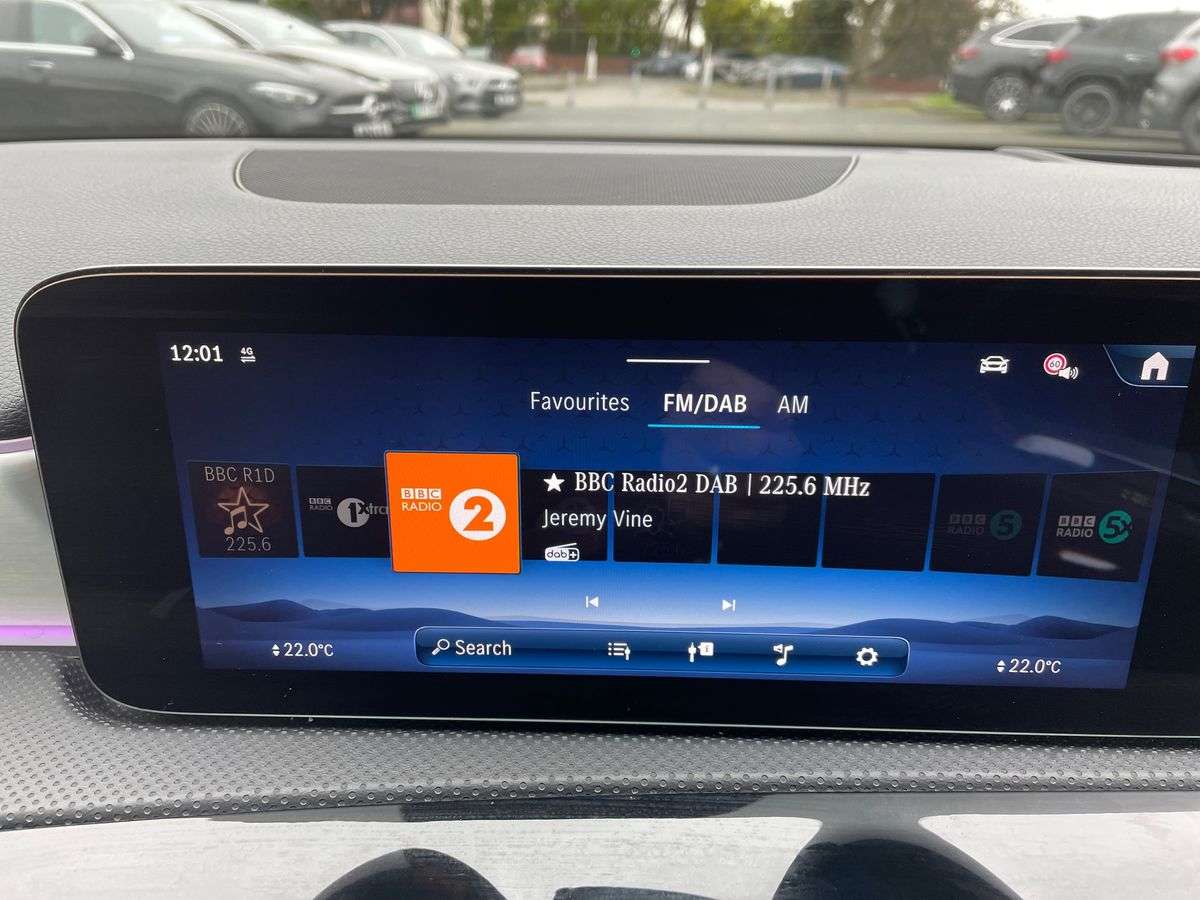 12:01 4G
60
Favourites FM/DAB AM
BBC R1D
225.6
BBC
RADIO 1Xtra
BBC
RADIO 2
BBC Radio2 DAB | 225.6 MHz
Jeremy Vine
dab+
BBC
RADIO 5
BBC
RADIO 5X
22.0°C
Search
22.0°C